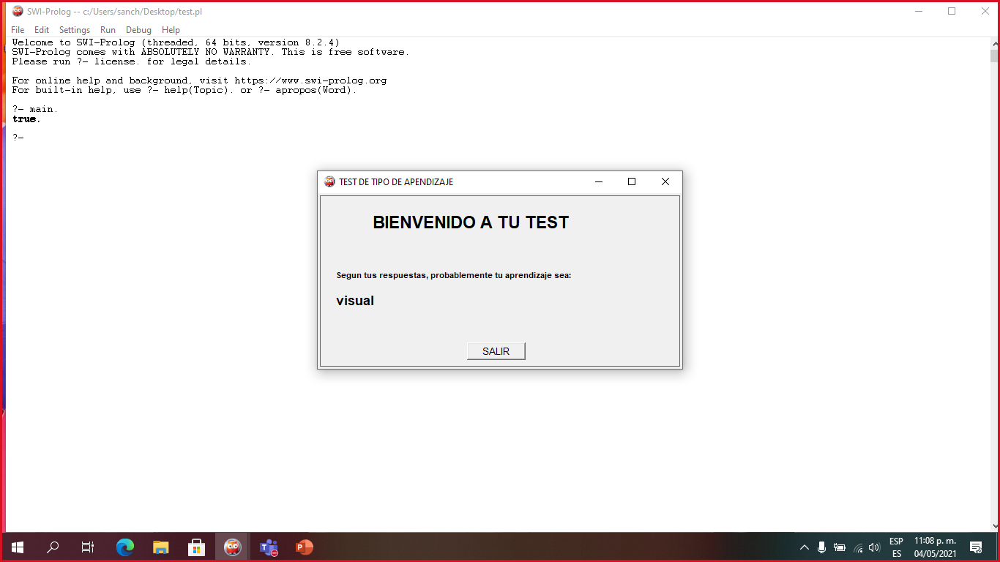 SWI-Prolog -- c:/Users/sanch/Desktop/test.pl
File Edit Settings Run Debug Help
Welcome to SWI-Prolog (threaded, 64 bits, version 8.2.4)
SWI-Prolog comes with ABSOLUTELY NO WARRANTY. This is free software.
Please run ?- license. for legal details.
For online help and background, visit https://www.swi-prolog.org
For built-in help, use ?- help(Topic). or ?- apropos(Word).
?- main.
true.
?-
TEST DE TIPO DE APENDIZAJE
BIENVENIDO A TU TEST
Segun tus respuestas, probablemente tu aprendizaje sea:
visual
SALIR
ESP
ES
11:08 p. m.
04/05/2021